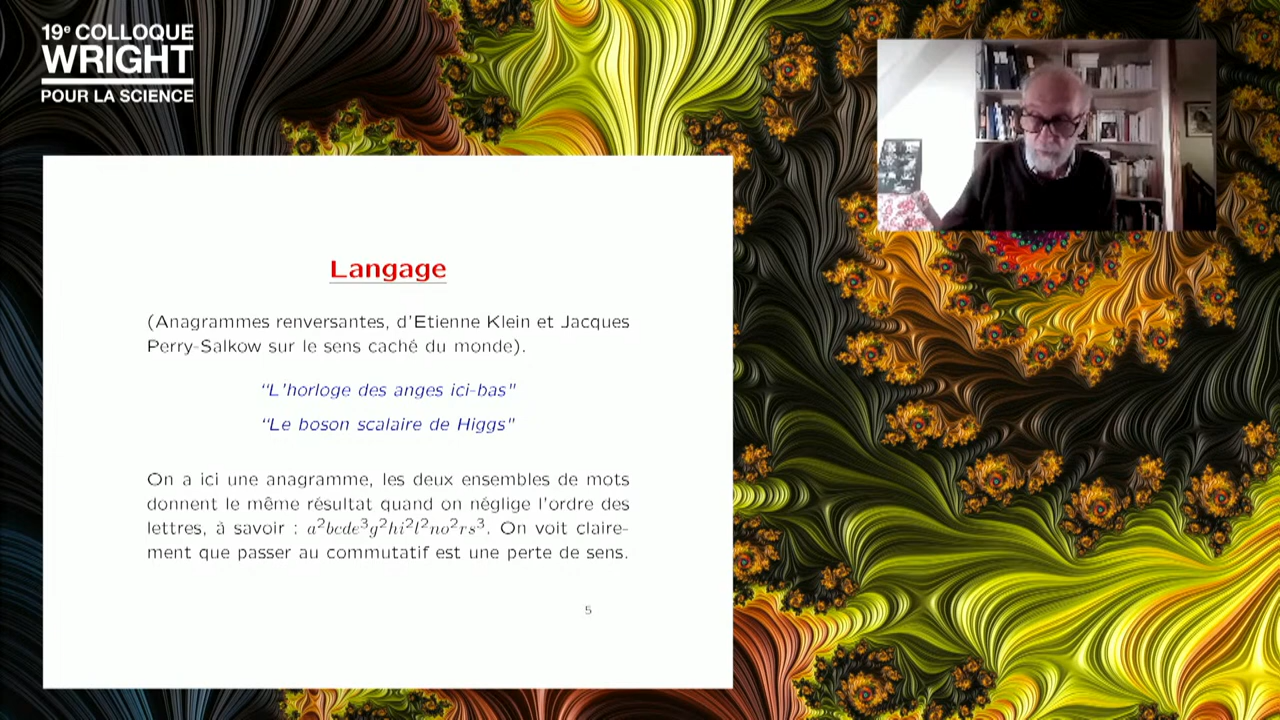 19e COLLOQUE
WRIGHT
POUR LA SCIENCE
Langage
(Anagrammes renversantes, d'Etienne Klein et Jacques
Perry-Salkow sur le sens caché du monde).
"L'horloge des anges ici-bas"
"Le boson scalaire de Higgs"
On a ici une anagramme, les deux ensembles de mots
donnent le même résultat quand on néglige l'ordre des
lettres, à savoir : a²bcde³g²hi²l²no²rs³. On voit claire-
ment que passer au commutatif est une perte de sens.
5